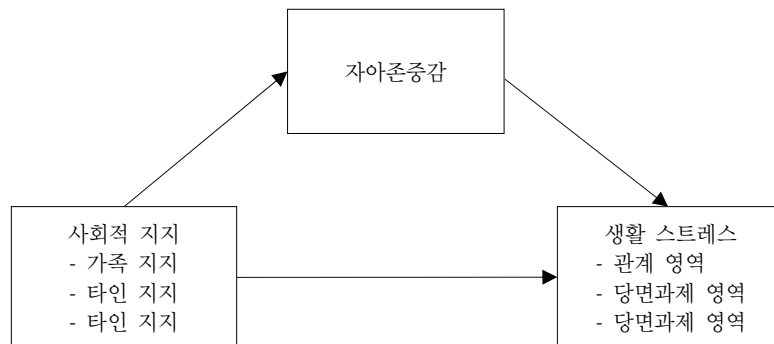 자아존중감
사회적 지지
- 가족 지지
- 타인 지지
- 타인 지지
생활 스트레스
- 관계 영역
- 당면과제 영역
- 당면과제 영역